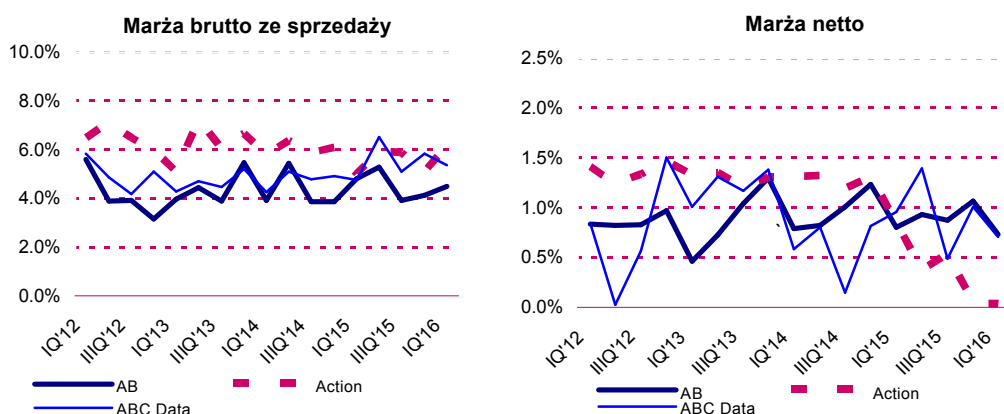 Marża brutto ze sprzedaży
10.0%
8.0%
6.0%
4.0%
2.0%
0.0%
IQ'12
IIIQ'12
IQ'13
IIIQ'13
IQ'14
IIIQ'14
IQ'15
IIIQ'15
IQ'16
AB
Action
ABC Data
Marża netto
2.5%
2.0%
1.5%
1.0%
0.5%
0.0%
IQ'12
IIIQ'12
IQ'13
IIIQ'13
IQ'14
IIIQ'14
IQ'15
IIIQ'15
IQ'16
AB
Action
ABC Data